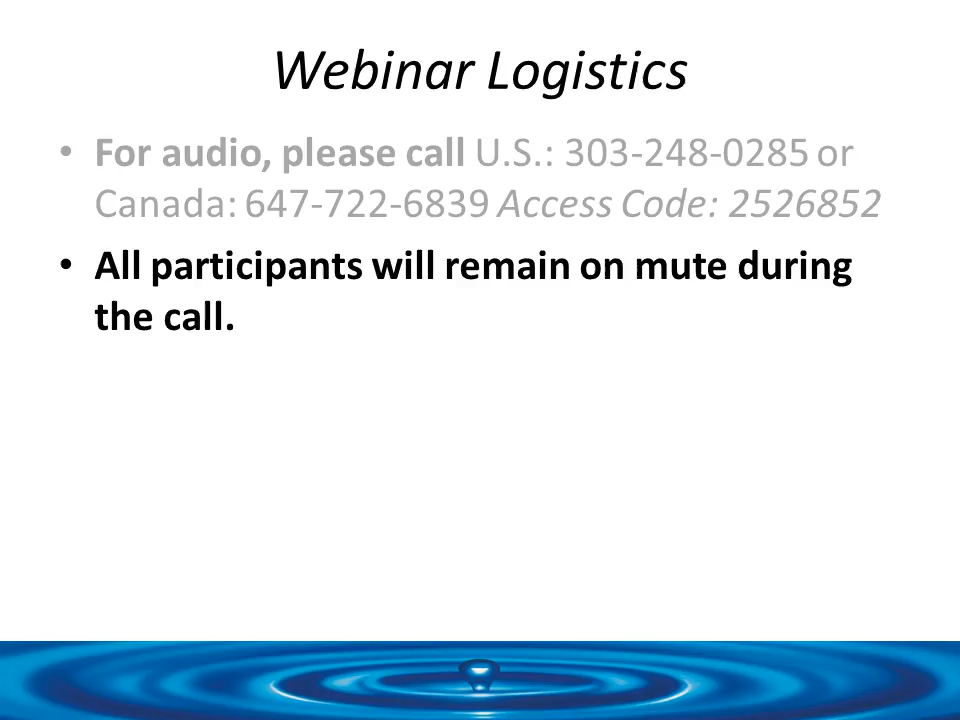 Webinar Logistics
• For audio, please call U.S.: 303-248-0285 or
Canada: 647-722-6839 Access Code: 2526852
• All participants will remain on mute during
the call.